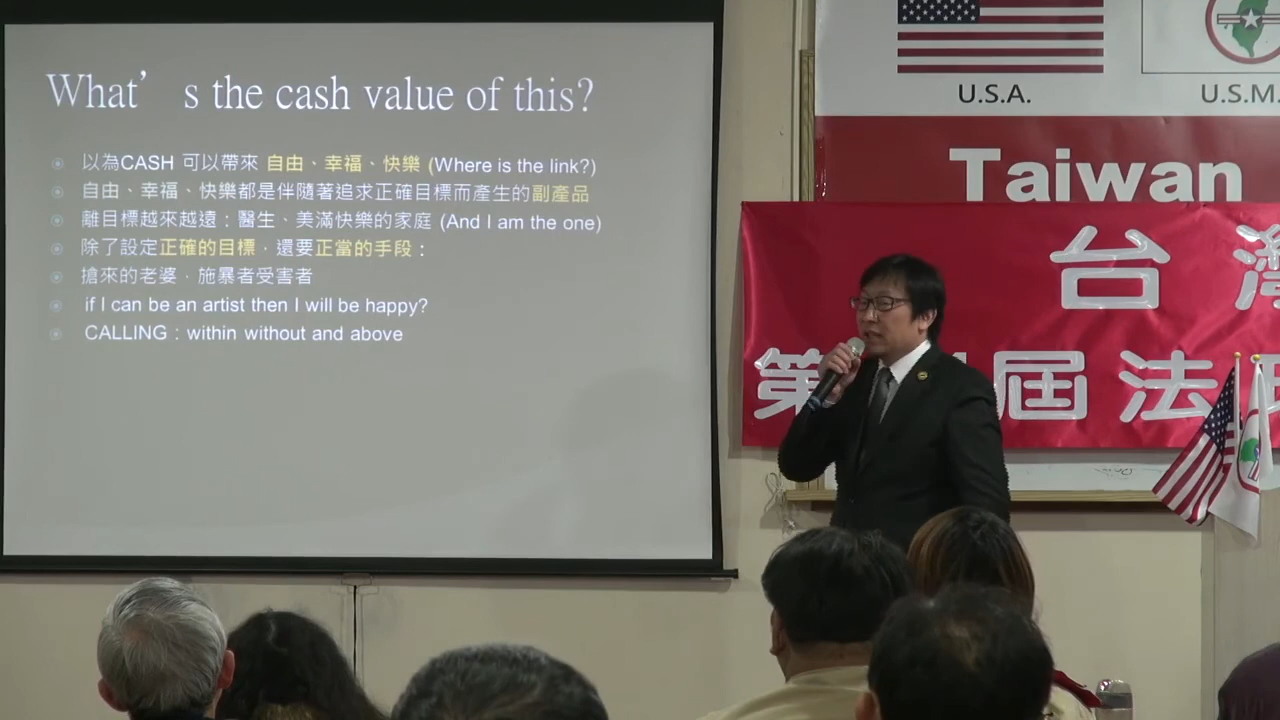 What's the cash value of this?
以為CASH 可以帶來 自由、幸福、快樂 (Where is the link?)
自由、幸福、快樂都是伴隨著追求正確目標而產生的副產品
離目標越來越遠：醫生、美滿快樂的家庭 (And I am the one)
除了設定正確的目標，還要正當的手段：
搶來的老婆，施暴者受害者
if I can be an artist then I will be happy?
CALLING：within without and above
U.S.A.
U.S.M.
Taiwan
台灣
第 屆法